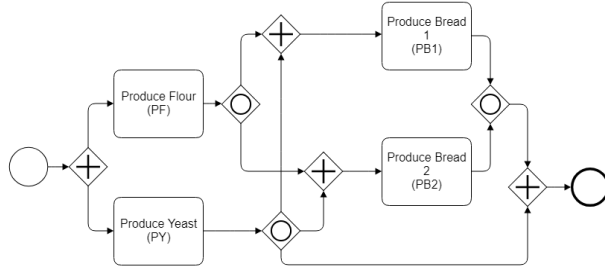 Produce Bread
1
(PB1)
Produce Flour
(PF)
Produce Bread
2
(PB2)
Produce Yeast
(PY)